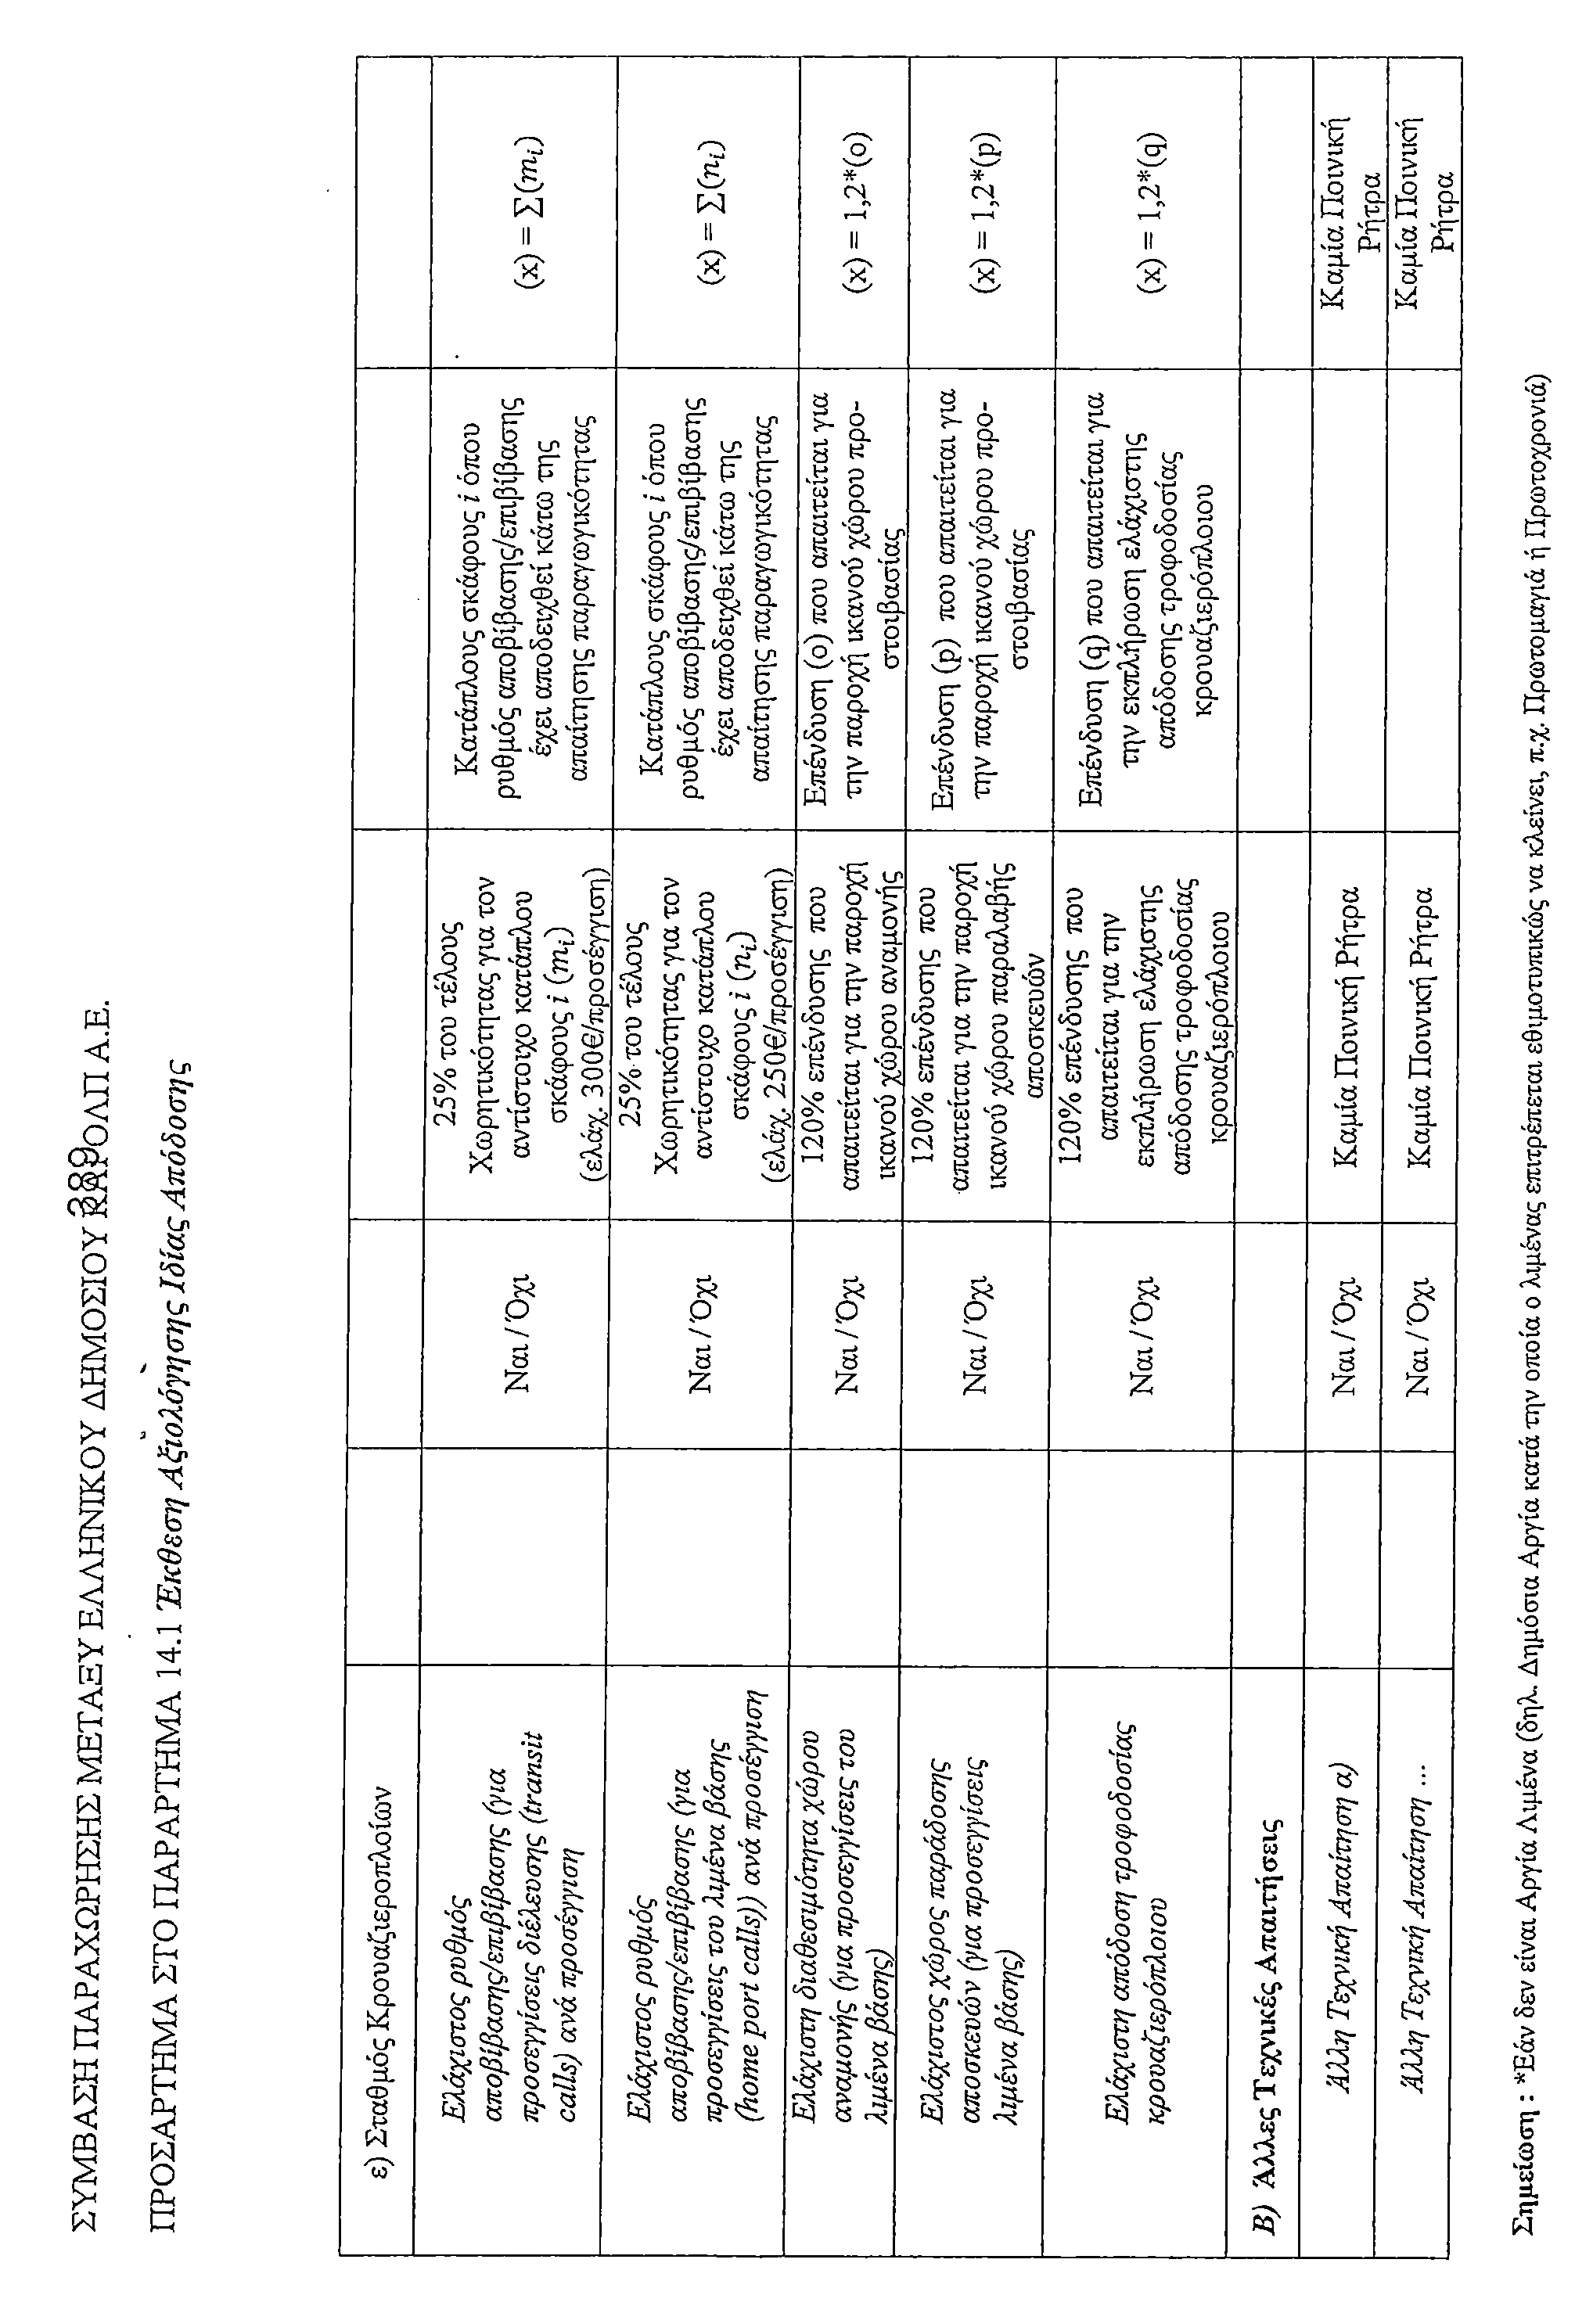 ΣΥΜΒΑΣΗ ΠΑΡΑΧΩΡΗΣΗΣ ΜΕΤΑΞΥ ΕΛΛΗΝΙΚΟΥ ΔΗΜΟΣΙΟΥ ΚΑΙ ΟΛΠ Α.Ε.
389
ΠΡΟΣΑΡΤΗΜΑ ΣΤΟ ΠΑΡΑΡΤΗΜΑ 14.1 Έκθεση Αξιολόγησης Ιδίας Απόδοσης
ε) Σταθμός Κρουαζιεροπλοίων
Ελάχιστος ρυθμός
αποβίβασης/επιβίβασης (για
προσεγγίσεις διέλευσης (transit
calls) ανά προσέγγιση
Ναι / Όχι
25% του τέλους
Χωρητικότητας για τον
αντίστοιχο κατάπλου
σκάφους i (mi)
(ελάχ. 300€/προσέγγιση)
Κατάπλους σκάφους i όπου
ρυθμός αποβίβασης/επιβίβασης
έχει αποδειχθεί κάτω της
απαίτησης παραγωγικότητας
(x) = Σ(mi)
Ελάχιστος ρυθμός
αποβίβασης/επιβίβασης (για
προσεγγίσεις του λιμένα βάσης
(home port calls)) ανά προσέγγιση
Ναι / Όχι
25% του τέλους
Χωρητικότητας για τον
αντίστοιχο κατάπλου
σκάφους i (ni)
(ελάχ. 250€/προσέγγιση)
Κατάπλους σκάφους i όπου
ρυθμός αποβίβασης/επιβίβασης
έχει αποδειχθεί κάτω της
απαίτησης παραγωγικότητας
(x) = Σ(ni)
Ελάχιστη διαθεσιμότητα χώρου
αναμονής (για προσεγγίσεις του
λιμένα βάσης)
Ναι / Όχι
120% επένδυσης που
απαιτείται για την παροχή
ικανού χώρου αναμονής
Επένδυση (ο) που απαιτείται για
την παροχή ικανού χώρου προ-
στοιβασίας
(x) = 1,2*(ο)
Ελάχιστος χώρος παράδοσης
αποσκευών (για προσεγγίσεις
λιμένα βάσης)
Ναι / Όχι
120% επένδυσης που
απαιτείται για την παροχή
ικανού χώρου παραλαβής
αποσκευών
Επένδυση (p) που απαιτείται για
την παροχή ικανού χώρου προ-
στοιβασίας
(x) = 1,2*(p)
Ελάχιστη απόδοση τροφοδοσίας
κρουαζιερόπλοιου
Ναι / Όχι
120% επένδυσης που
απαιτείται για την
εκπλήρωση ελάχιστης
απόδοσης τροφοδοσίας
κρουαζιερόπλοιου
Επένδυση (q) που απαιτείται για
την εκπλήρωση ελάχιστης
απόδοσης τροφοδοσίας
κρουαζιερόπλοιου
(x) = 1,2*(q)
Β) Άλλες Τεχνικές Απαιτήσεις
Άλλη Τεχνική Απαίτηση α)
Ναι / Όχι
Καμία Ποινική Ρήτρα
Καμία Ποινική
Ρήτρα
Άλλη Τεχνική Απαίτηση ...
Ναι / Όχι
Καμία Ποινική Ρήτρα
Καμία Ποινική
Ρήτρα
Σημείωση : *Εάν δεν είναι Αργία Λιμένα (δηλ. Δημόσια Αργία κατά την οποία ο λιμένας επιτρέπεται εθιμοτυπικώς να κλείνει, π.χ. Πρωτομαγιά ή Πρωτοχρονιά)